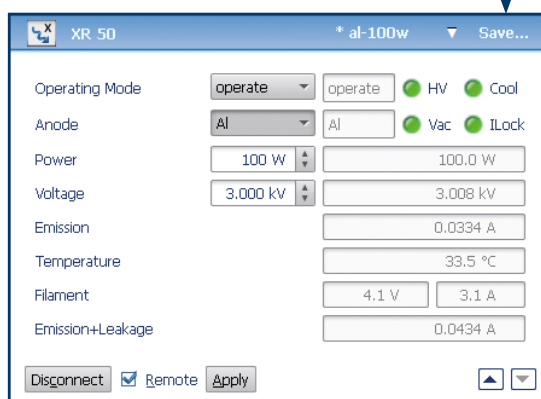 XR 50 * al-100w Save...
Operating Mode operate operate HV Cool
Anode Al Al Vac ILock
Power 100 W 100.0 W
Voltage 3.000 kV 3.008 kV
Emission 0.0334 A
Temperature 33.5 °C
Filament 4.1 V 3.1 A
Emission+Leakage 0.0434 A
Disconnect Remote Apply